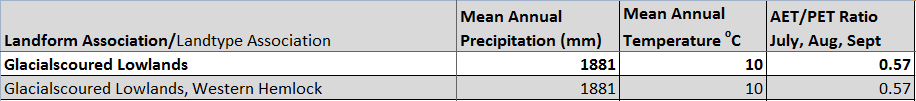 Landform Association/Landtype Association Mean Annual Precipitation (mm) Mean Annual Temperature °C AET/PET Ratio July, Aug, Sept
Glacialscoured Lowlands 1881 10 0.57
Glacialscoured Lowlands, Western Hemlock 1881 10 0.57